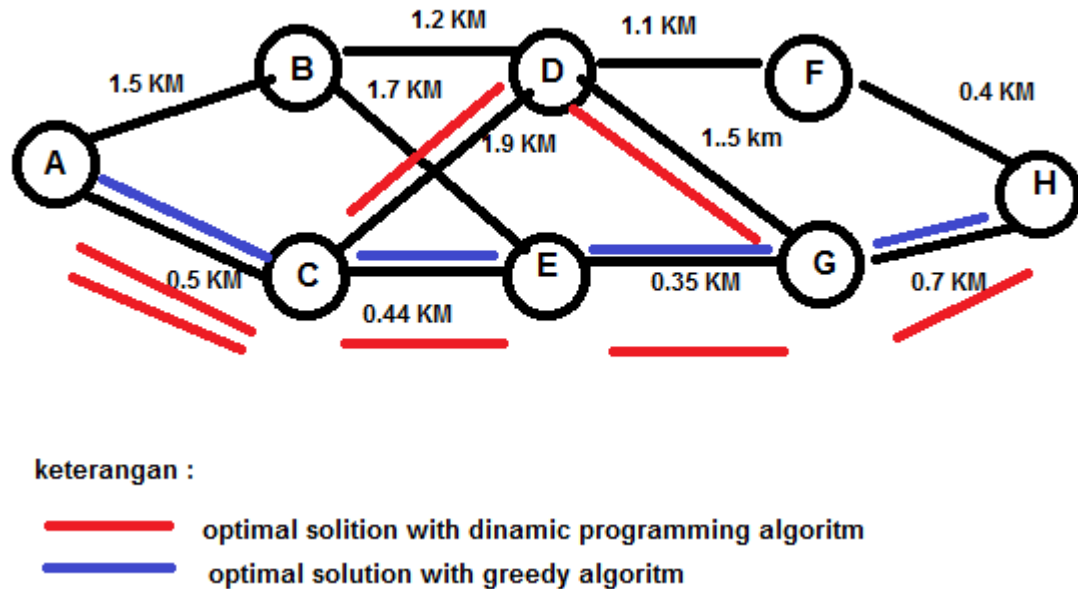 1.2 KM
1.1 KM
B
D
F
1.5 KM
1.7 KM
0.4 KM
1.9 KM
1..5 km
A
H
C
E
G
0.5 KM
0.35 KM
0.7 KM
0.44 KM
keterangan :
optimal solition with dinamic programming algoritm
optimal solution with greedy algoritm